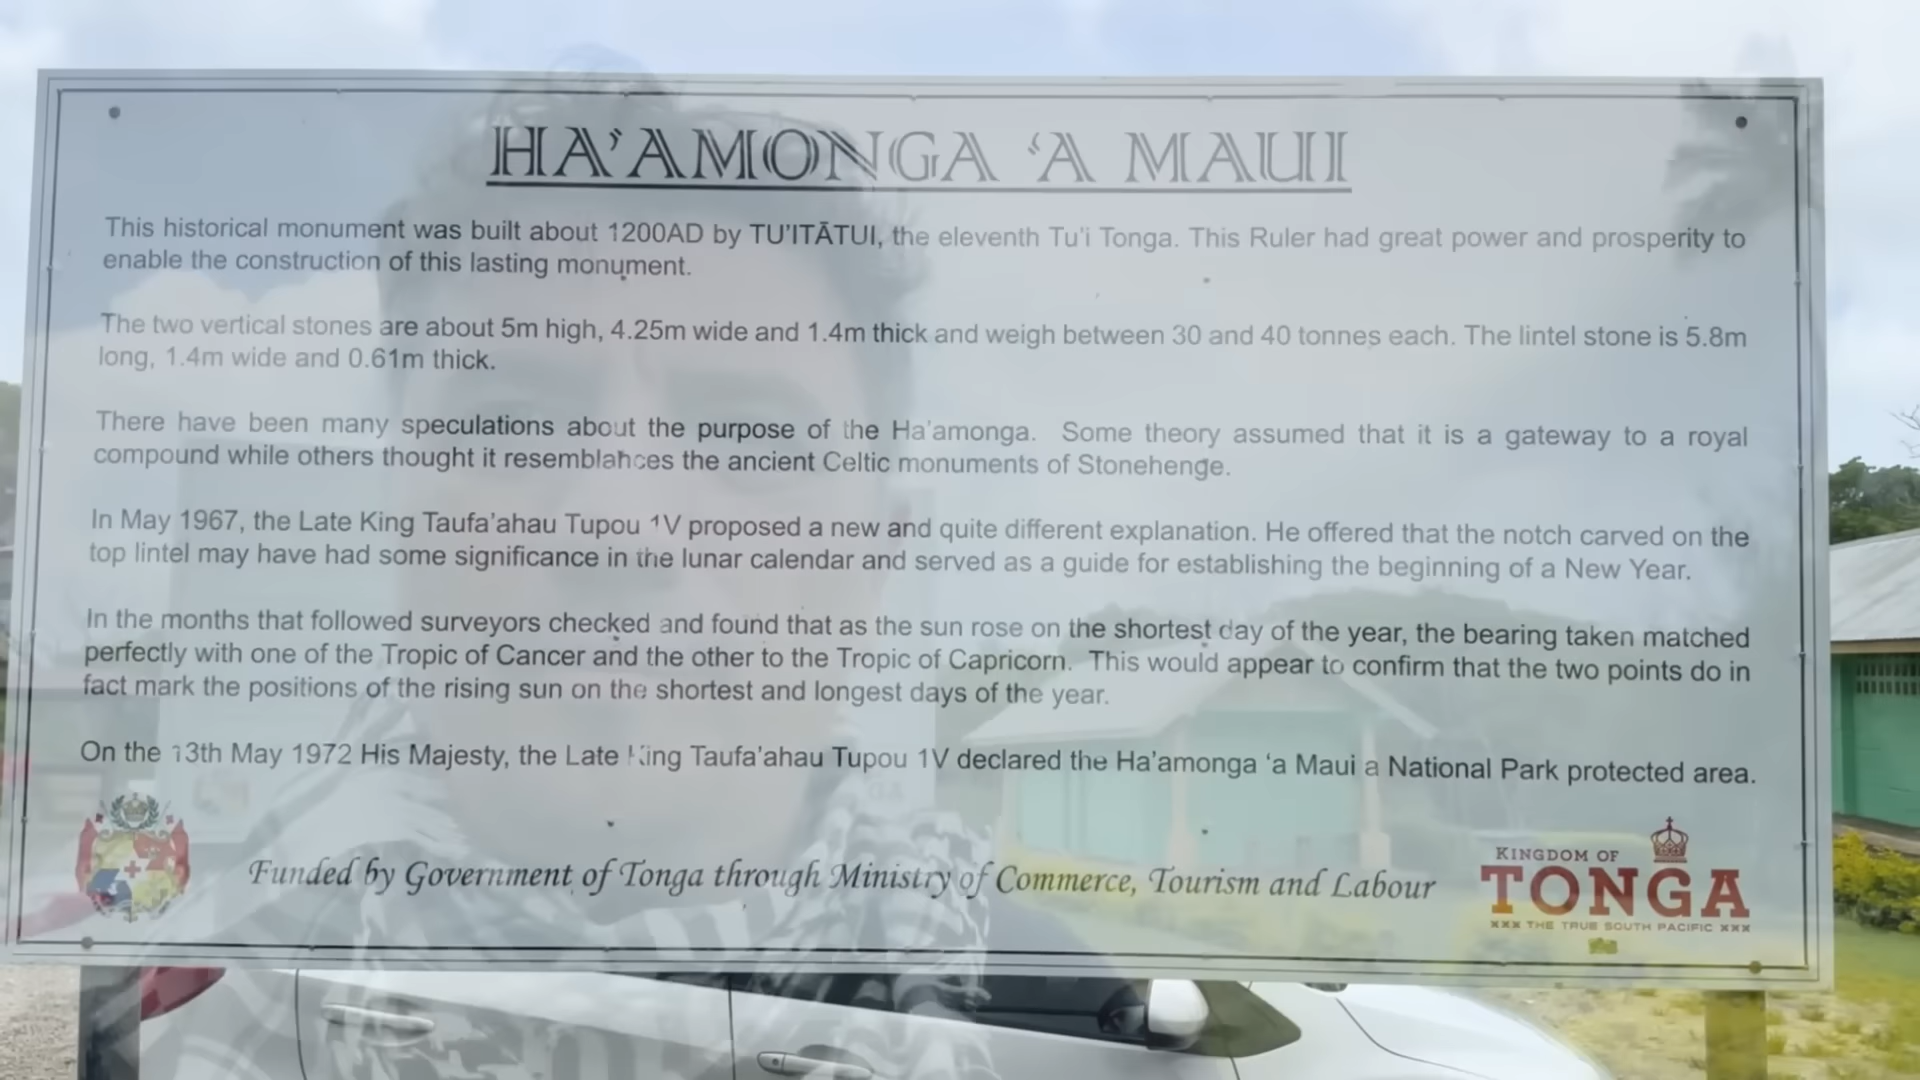 HA'AMONGA 'A MAUI
This historical monument was built about 1200AD by TU'ITĀTUI, the eleventh Tu'i Tonga. This Ruler had great power and prosperity to
enable the construction of this lasting monument.
The two vertical stones are about 5m high, 4.25m wide and 1.4m thick and weigh between 30 and 40 tonnes each. The lintel stone is 5.8m
long, 1.4m wide and 0.61m thick.
There have been many speculations about the purpose of the Ha'amonga. Some theory assumed that it is a gateway to a royal
compound while others thought it resemblances the ancient Celtic monuments of Stonehenge.
In May 1967, the Late King Taufa'ahau Tupou 1V proposed a new and quite different explanation. He offered that the notch carved on the
top lintel may have had some significance in the lunar calendar and served as a guide for establishing the beginning of a New Year.
In the months that followed surveyors checked and found that as the sun rose on the shortest day of the year, the bearing taken matched
perfectly with one of the Tropic of Cancer and the other to the Tropic of Capricorn. This would appear to confirm that the two points do in
fact mark the positions of the rising sun on the shortest and longest days of the year.
On the 13th May 1972 His Majesty, the Late King Taufa'ahau Tupou 1V declared the Ha'amonga 'a Maui a National Park protected area.
Funded by Government of Tonga through Ministry of Commerce, Tourism and Labour
KINGDOM OF
TONGA
THE TRUE SOUTH PACIFIC